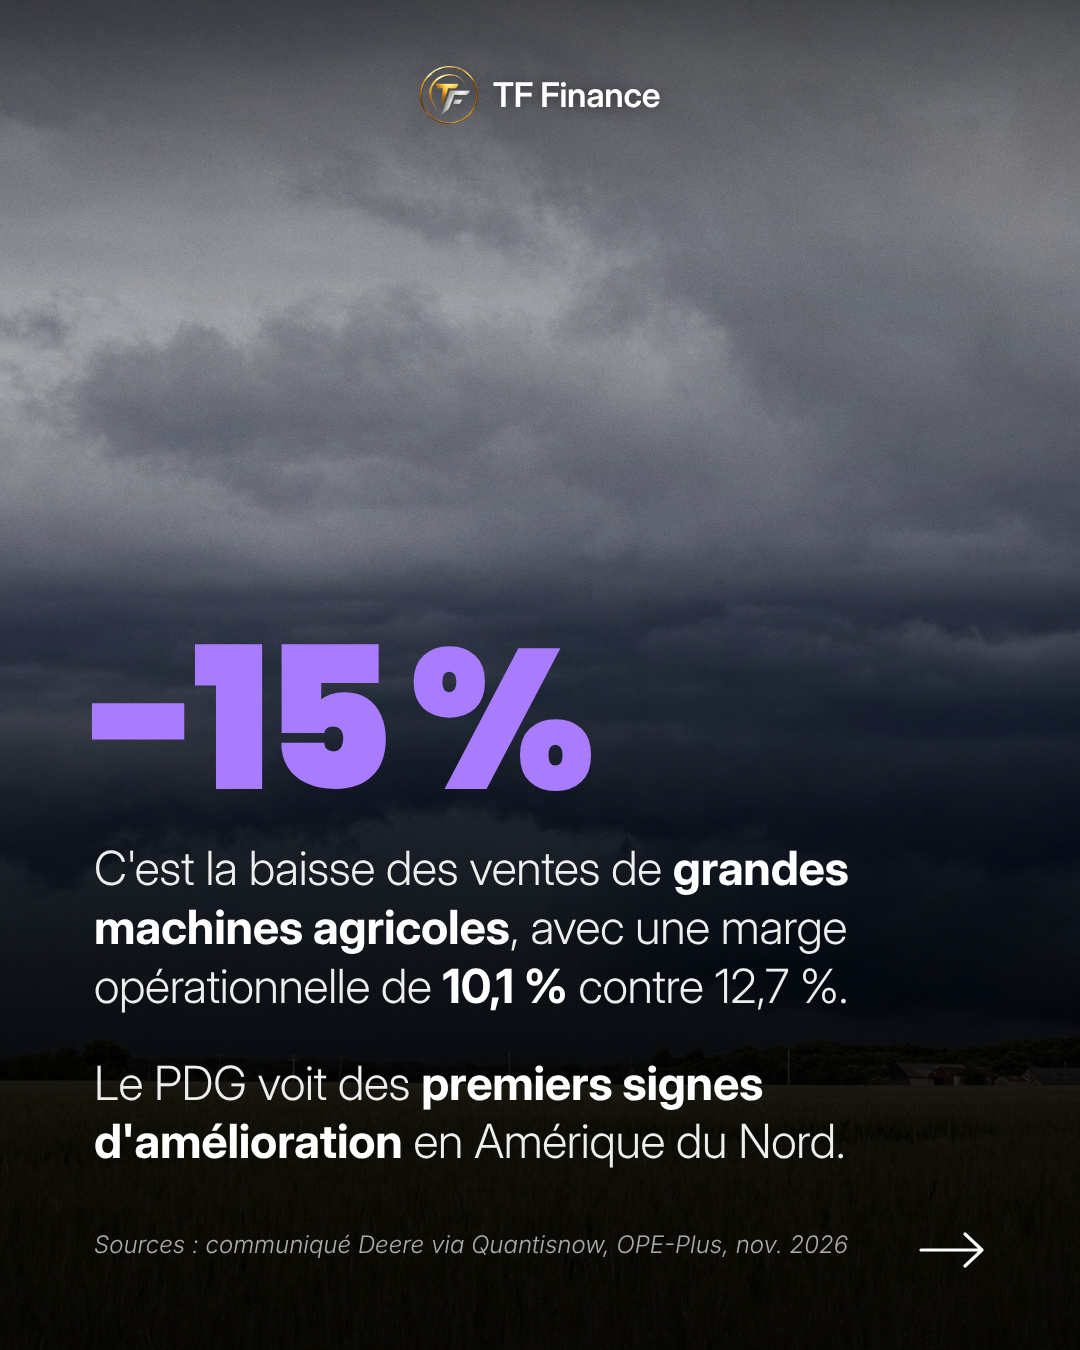 TF Finance
-15 %
C'est la baisse des ventes de grandes
machines agricoles, avec une marge
opérationnelle de 10,1 % contre 12,7 %.
Le PDG voit des premiers signes
d'amélioration en Amérique du Nord.
Sources : communiqué Deere via Quantisnow, OPE-Plus, nov. 2026